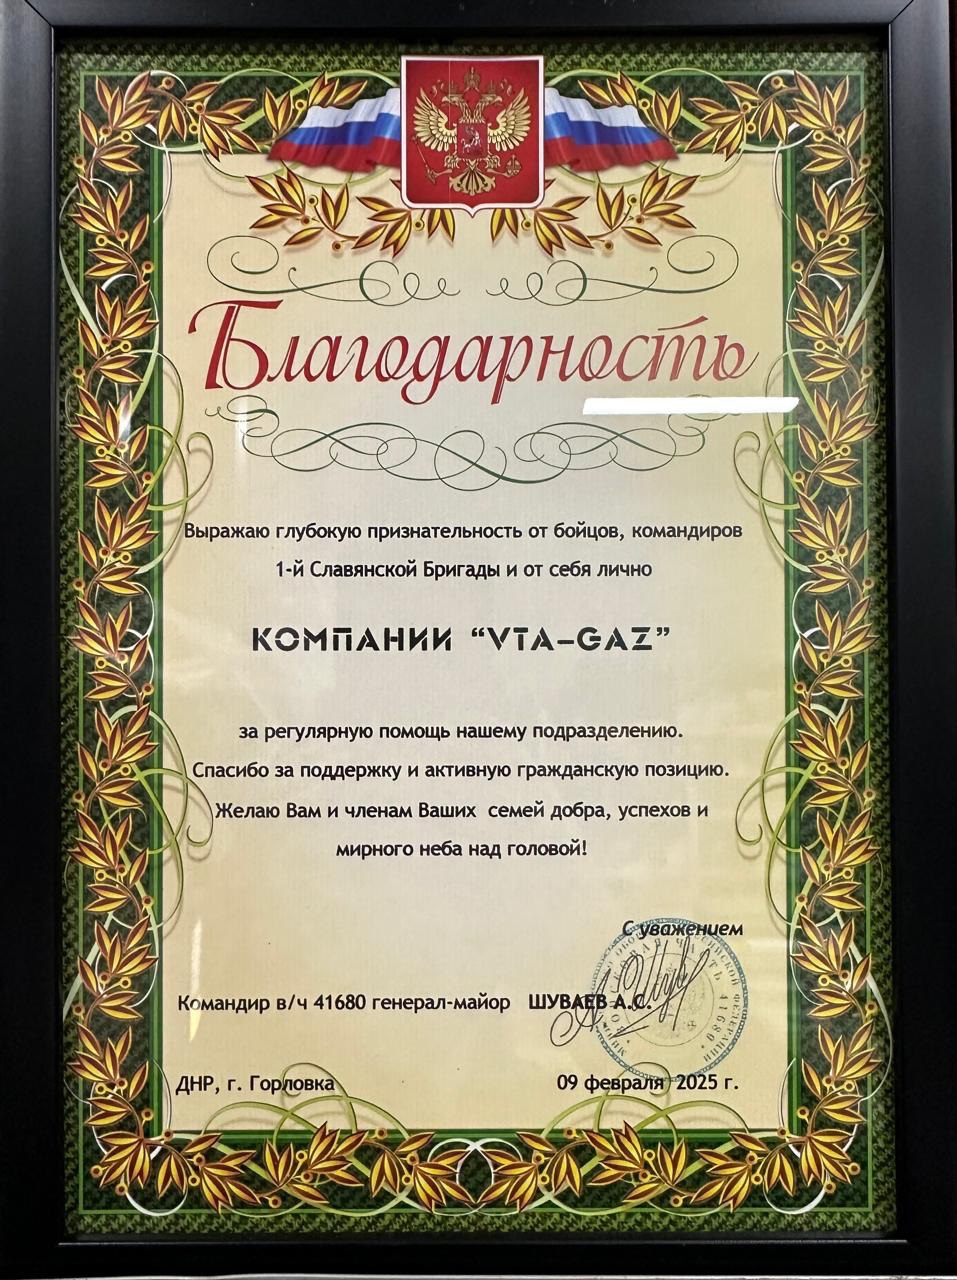 Благодарность
Выражаю глубокую признательность от бойцов, командиров
1-й Славянской Бригады и от себя лично
КОМПАНИИ “VTA–GAZ”
за регулярную помощь нашему подразделению.
Спасибо за поддержку и активную гражданскую позицию.
Желаю Вам и членам Ваших семей добра, успехов и
мирного неба над головой!
С уважением
Командир в/ч 41680 генерал-майор ШУВАЕВ А.С.
ДНР, г. Горловка 09 февраля 2025 г.
41680